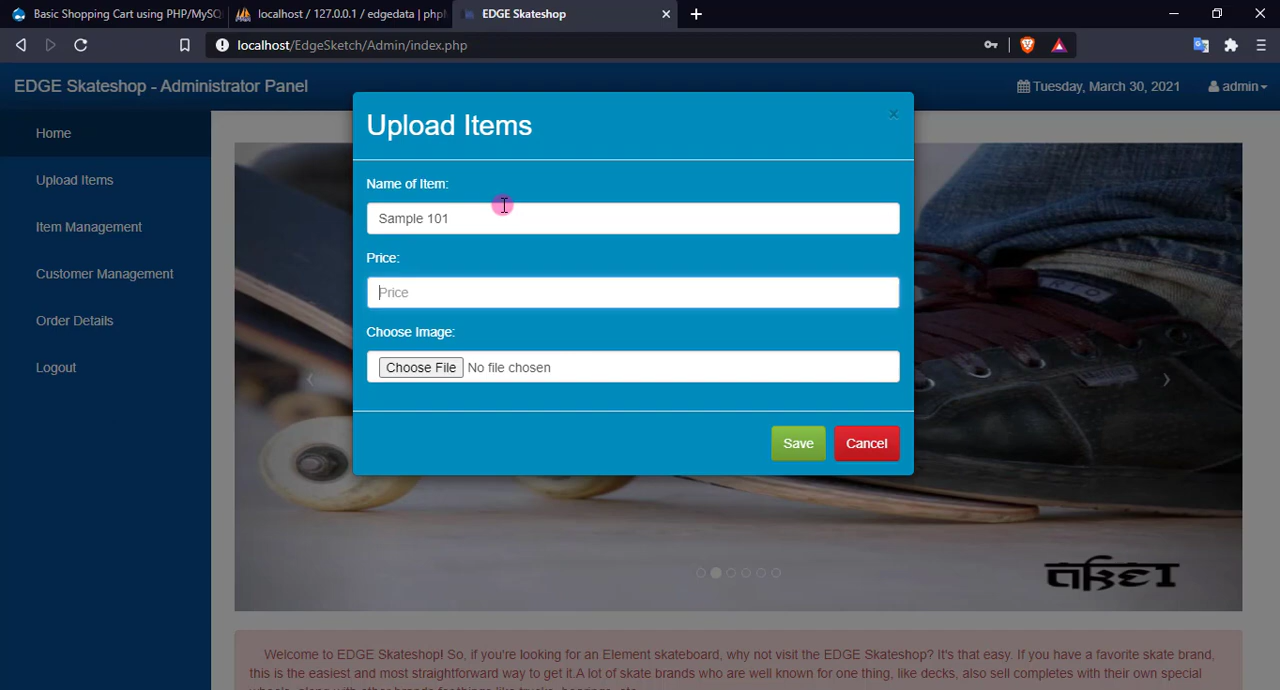 Basic Shopping Cart using PHP/MySQ
localhost / 127.0.0.1 / edgedata | php
EDGE Skateshop
localhost/EdgeSketch/Admin/index.php
EDGE Skateshop - Administrator Panel
Tuesday, March 30, 2021
admin
Home
Upload Items
Item Management
Customer Management
Order Details
Logout
Upload Items
×
Name of Item:
Sample 101
Price:
Price
Choose Image:
Choose File No file chosen
Save
Cancel
Welcome to EDGE Skateshop! So, if you're looking for an Element skateboard, why not visit the EDGE Skateshop? It's that easy. If you have a favorite skate brand,
this is the easiest and most straightforward way to get it.A lot of skate brands who are well known for one thing, like decks, also sell completes with their own special